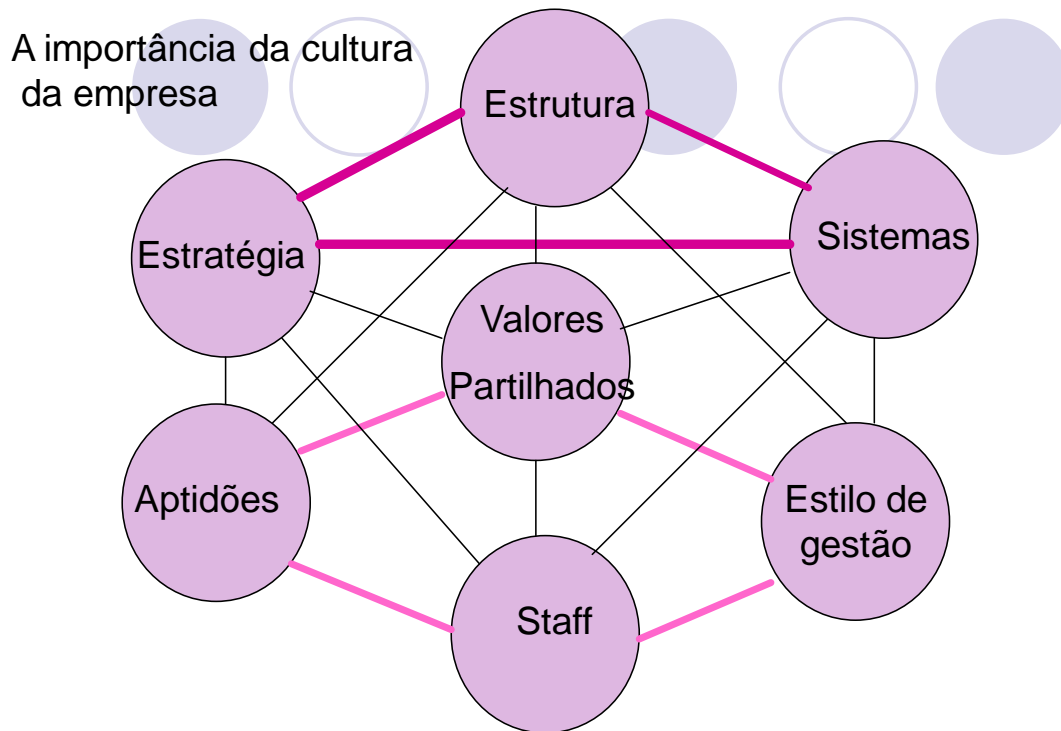 A importância da cultura
da empresa
Estrutura
Estratégia
Sistemas
Valores
Partilhados
Aptidões
Estilo de
gestão
Staff